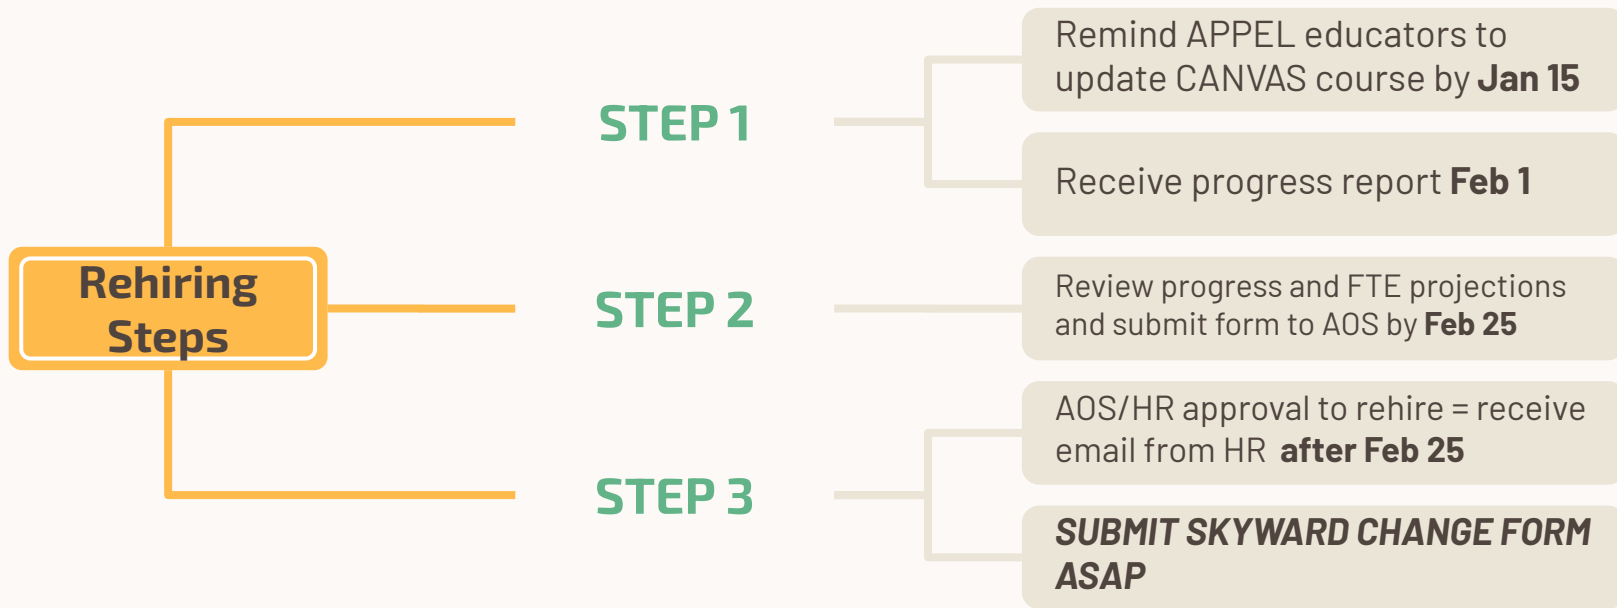 Rehiring
Steps
STEP 1
Remind APPEL educators to
update CANVAS course by Jan 15
Receive progress report Feb 1
STEP 2
Review progress and FTE projections
and submit form to AOS by Feb 25
STEP 3
AOS/HR approval to rehire = receive
email from HR after Feb 25
SUBMIT SKYWARD CHANGE FORM
ASAP